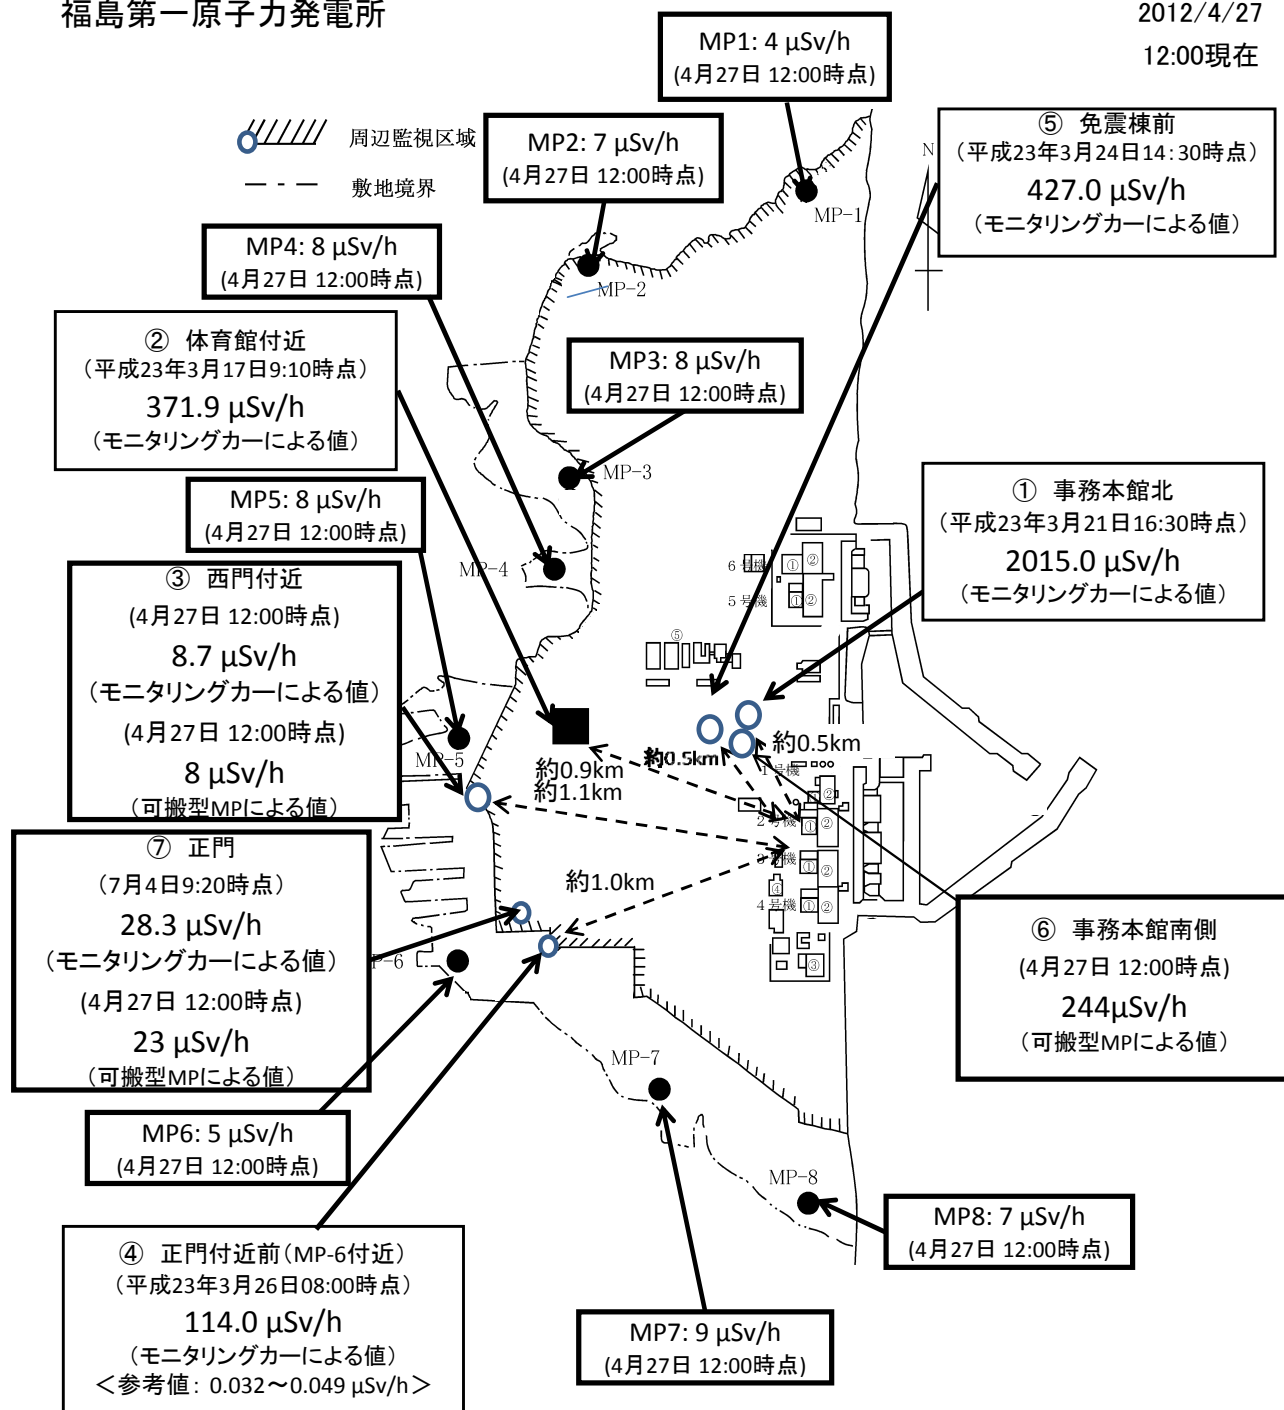 福島第一原子力発電所
2012/4/27
12:00現在
MP1: 4 μSv/h
(4月27日 12:00時点)
周辺監視区域
敷地境界
MP2: 7 μSv/h
(4月27日 12:00時点)
⑤ 免震棟前
（平成23年3月24日14:30時点）
427.0 μSv/h
（モニタリングカーによる値）
N
MP-1
MP4: 8 μSv/h
(4月27日 12:00時点)
MP-2
② 体育館付近
（平成23年3月17日9:10時点）
371.9 μSv/h
（モニタリングカーによる値）
MP3: 8 μSv/h
(4月27日 12:00時点)
MP-3
① 事務本館北
（平成23年3月21日16:30時点）
2015.0 μSv/h
（モニタリングカーによる値）
MP5: 8 μSv/h
(4月27日 12:00時点)
MP-4
6号機
①
②
5号機
①
②
⑤
③ 西門付近
(4月27日 12:00時点)
8.7 μSv/h
（モニタリングカーによる値）
(4月27日 12:00時点)
8 μSv/h
（可搬型MPによる値）
MP-5
約0.9km
約1.1km
約0.5km
約0.5km
1号機
①
②
2号機
①
②
3号機
①
②
④
4号機
①
②
③
⑦ 正門
（7月4日9:20時点）
28.3 μSv/h
（モニタリングカーによる値）
(4月27日 12:00時点)
23 μSv/h
（可搬型MPによる値）
約1.0km
P-6
⑥ 事務本館南側
(4月27日 12:00時点)
244μSv/h
（可搬型MPによる値）
MP-7
MP6: 5 μSv/h
(4月27日 12:00時点)
MP-8
MP8: 7 μSv/h
(4月27日 12:00時点)
④ 正門付近前（MP-6付近）
（平成23年3月26日08:00時点）
114.0 μSv/h
（モニタリングカーによる値）
＜参考値：0.032～0.049 μSv/h＞
MP7: 9 μSv/h
(4月27日 12:00時点)